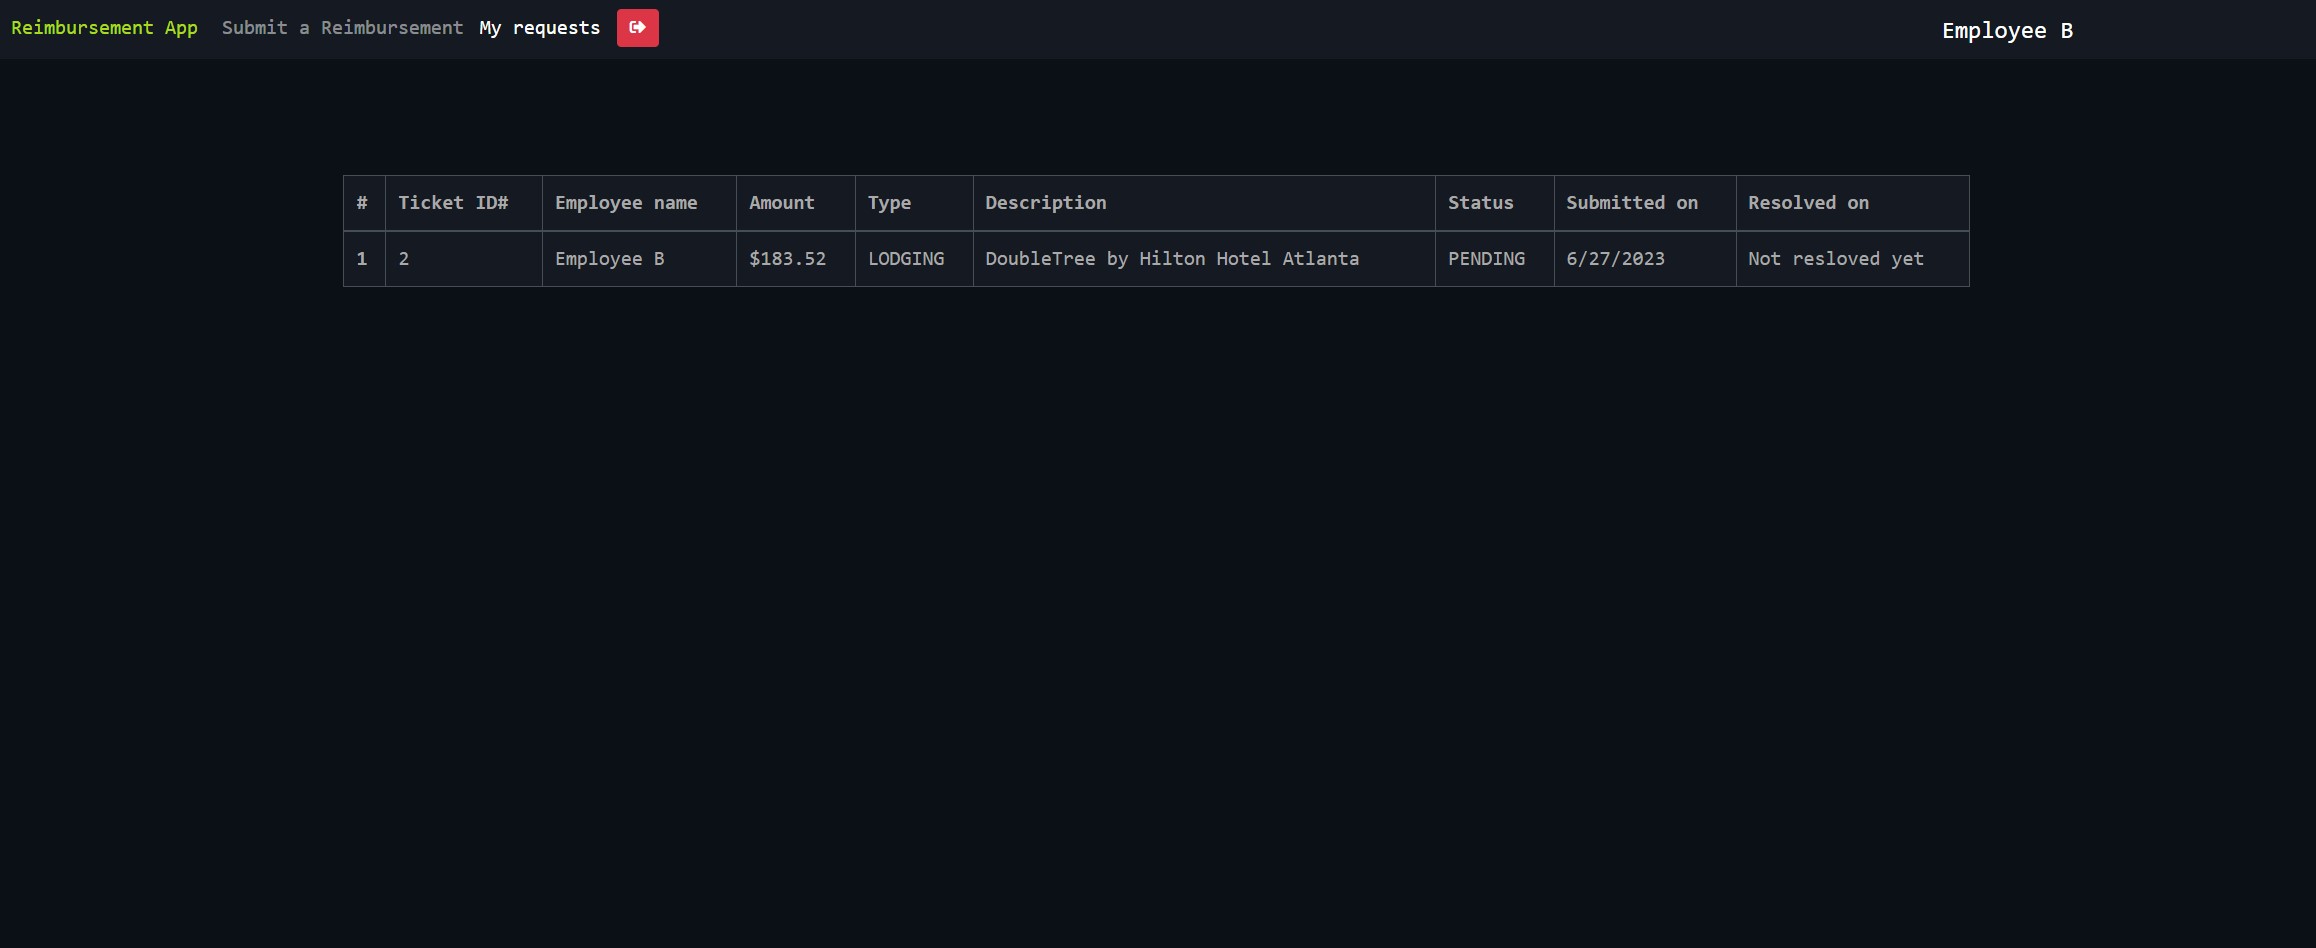 Reimbursement App Submit a Reimbursement My requests Employee B
# Ticket ID# Employee name Amount Type Description Status Submitted on Resolved on
1 2 Employee B $183.52 LODGING DoubleTree by Hilton Hotel Atlanta PENDING 6/27/2023 Not resloved yet